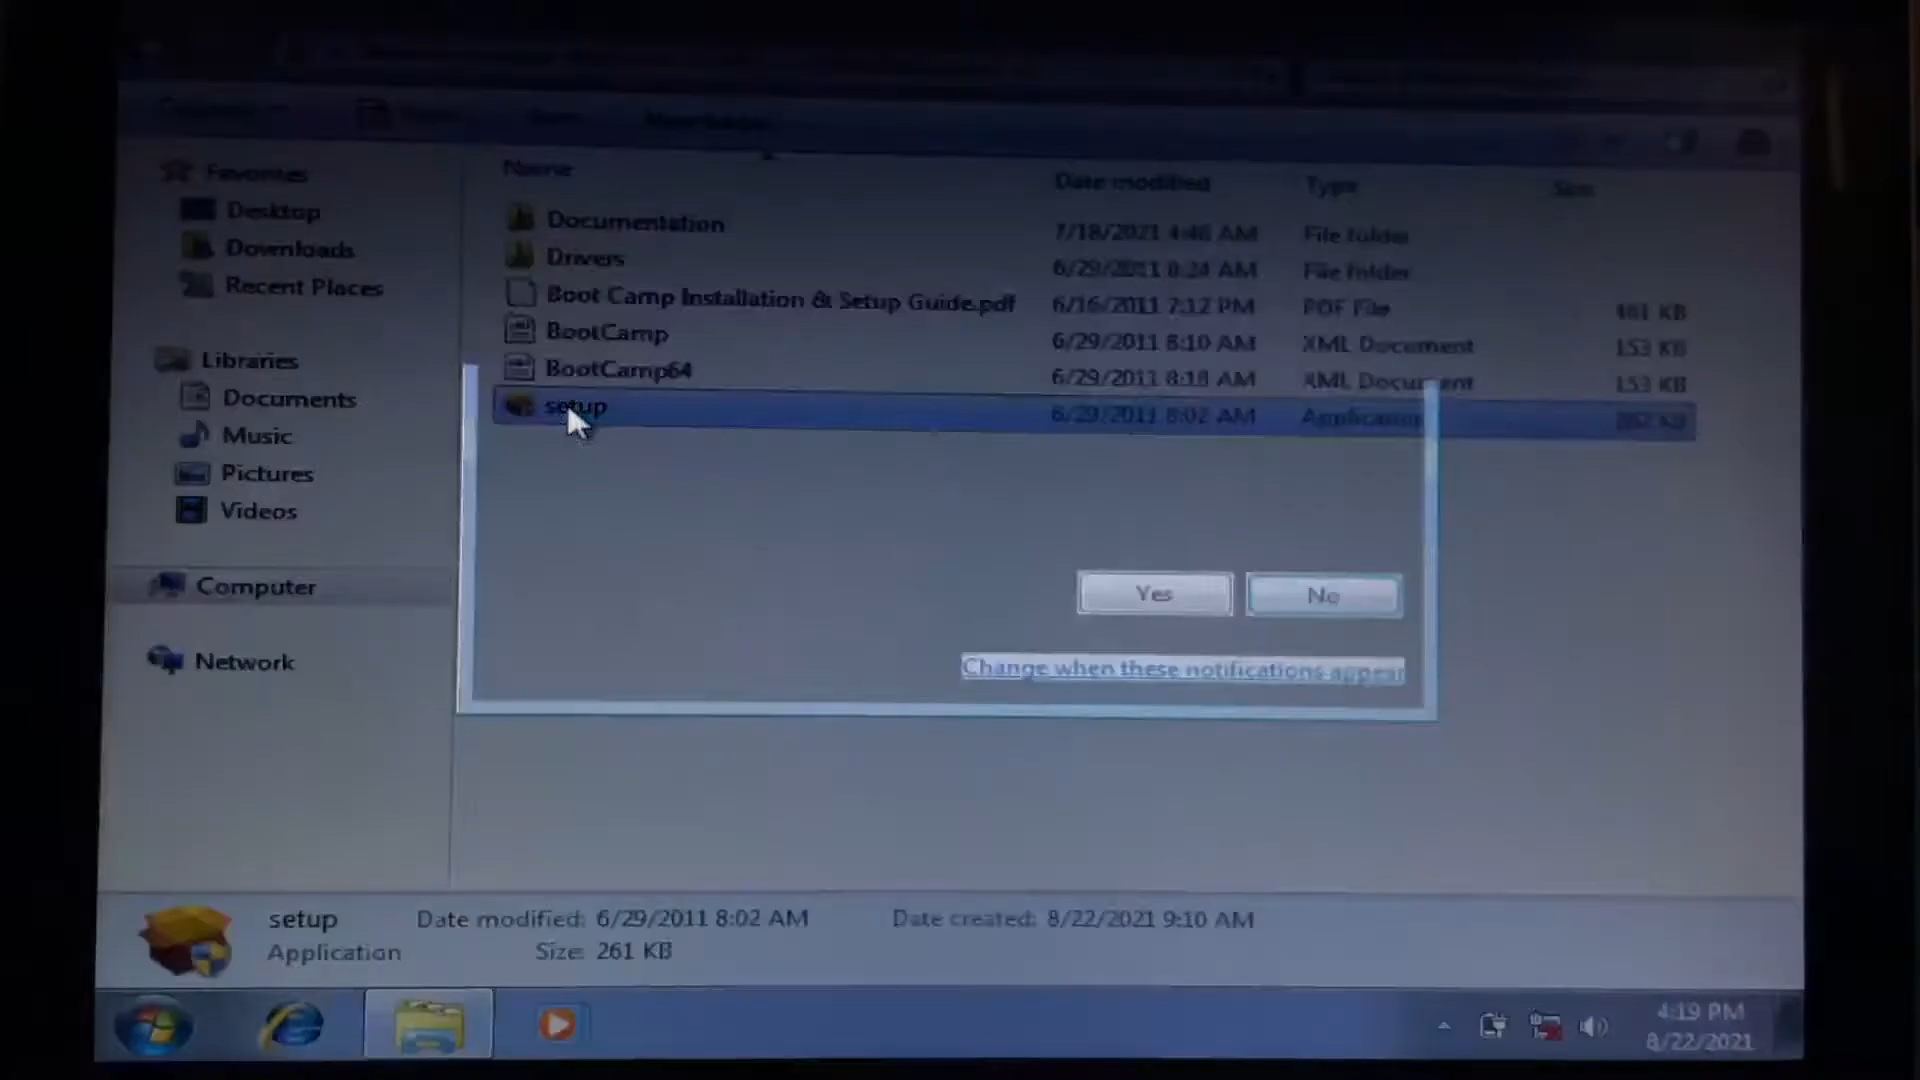 Favorites
Desktop
Downloads
Recent Places
Libraries
Documents
Music
Pictures
Videos
Computer
Network
Name Date modified Type Size
Documentation 7/18/2021 4:46 AM File folder
Drivers 6/29/2011 8:24 AM File folder
Boot Camp Installation & Setup Guide.pdf 6/16/2011 7:12 PM PDF File 461 KB
BootCamp 6/29/2011 8:10 AM XML Document 153 KB
BootCamp64 6/29/2011 8:18 AM XML Document 153 KB
setup 6/29/2011 8:02 AM Application
Yes No
Change when these notifications appear
setup Date modified: 6/29/2011 8:02 AM Date created: 8/22/2021 9:10 AM
Application Size: 261 KB
4:19 PM
8/22/2021